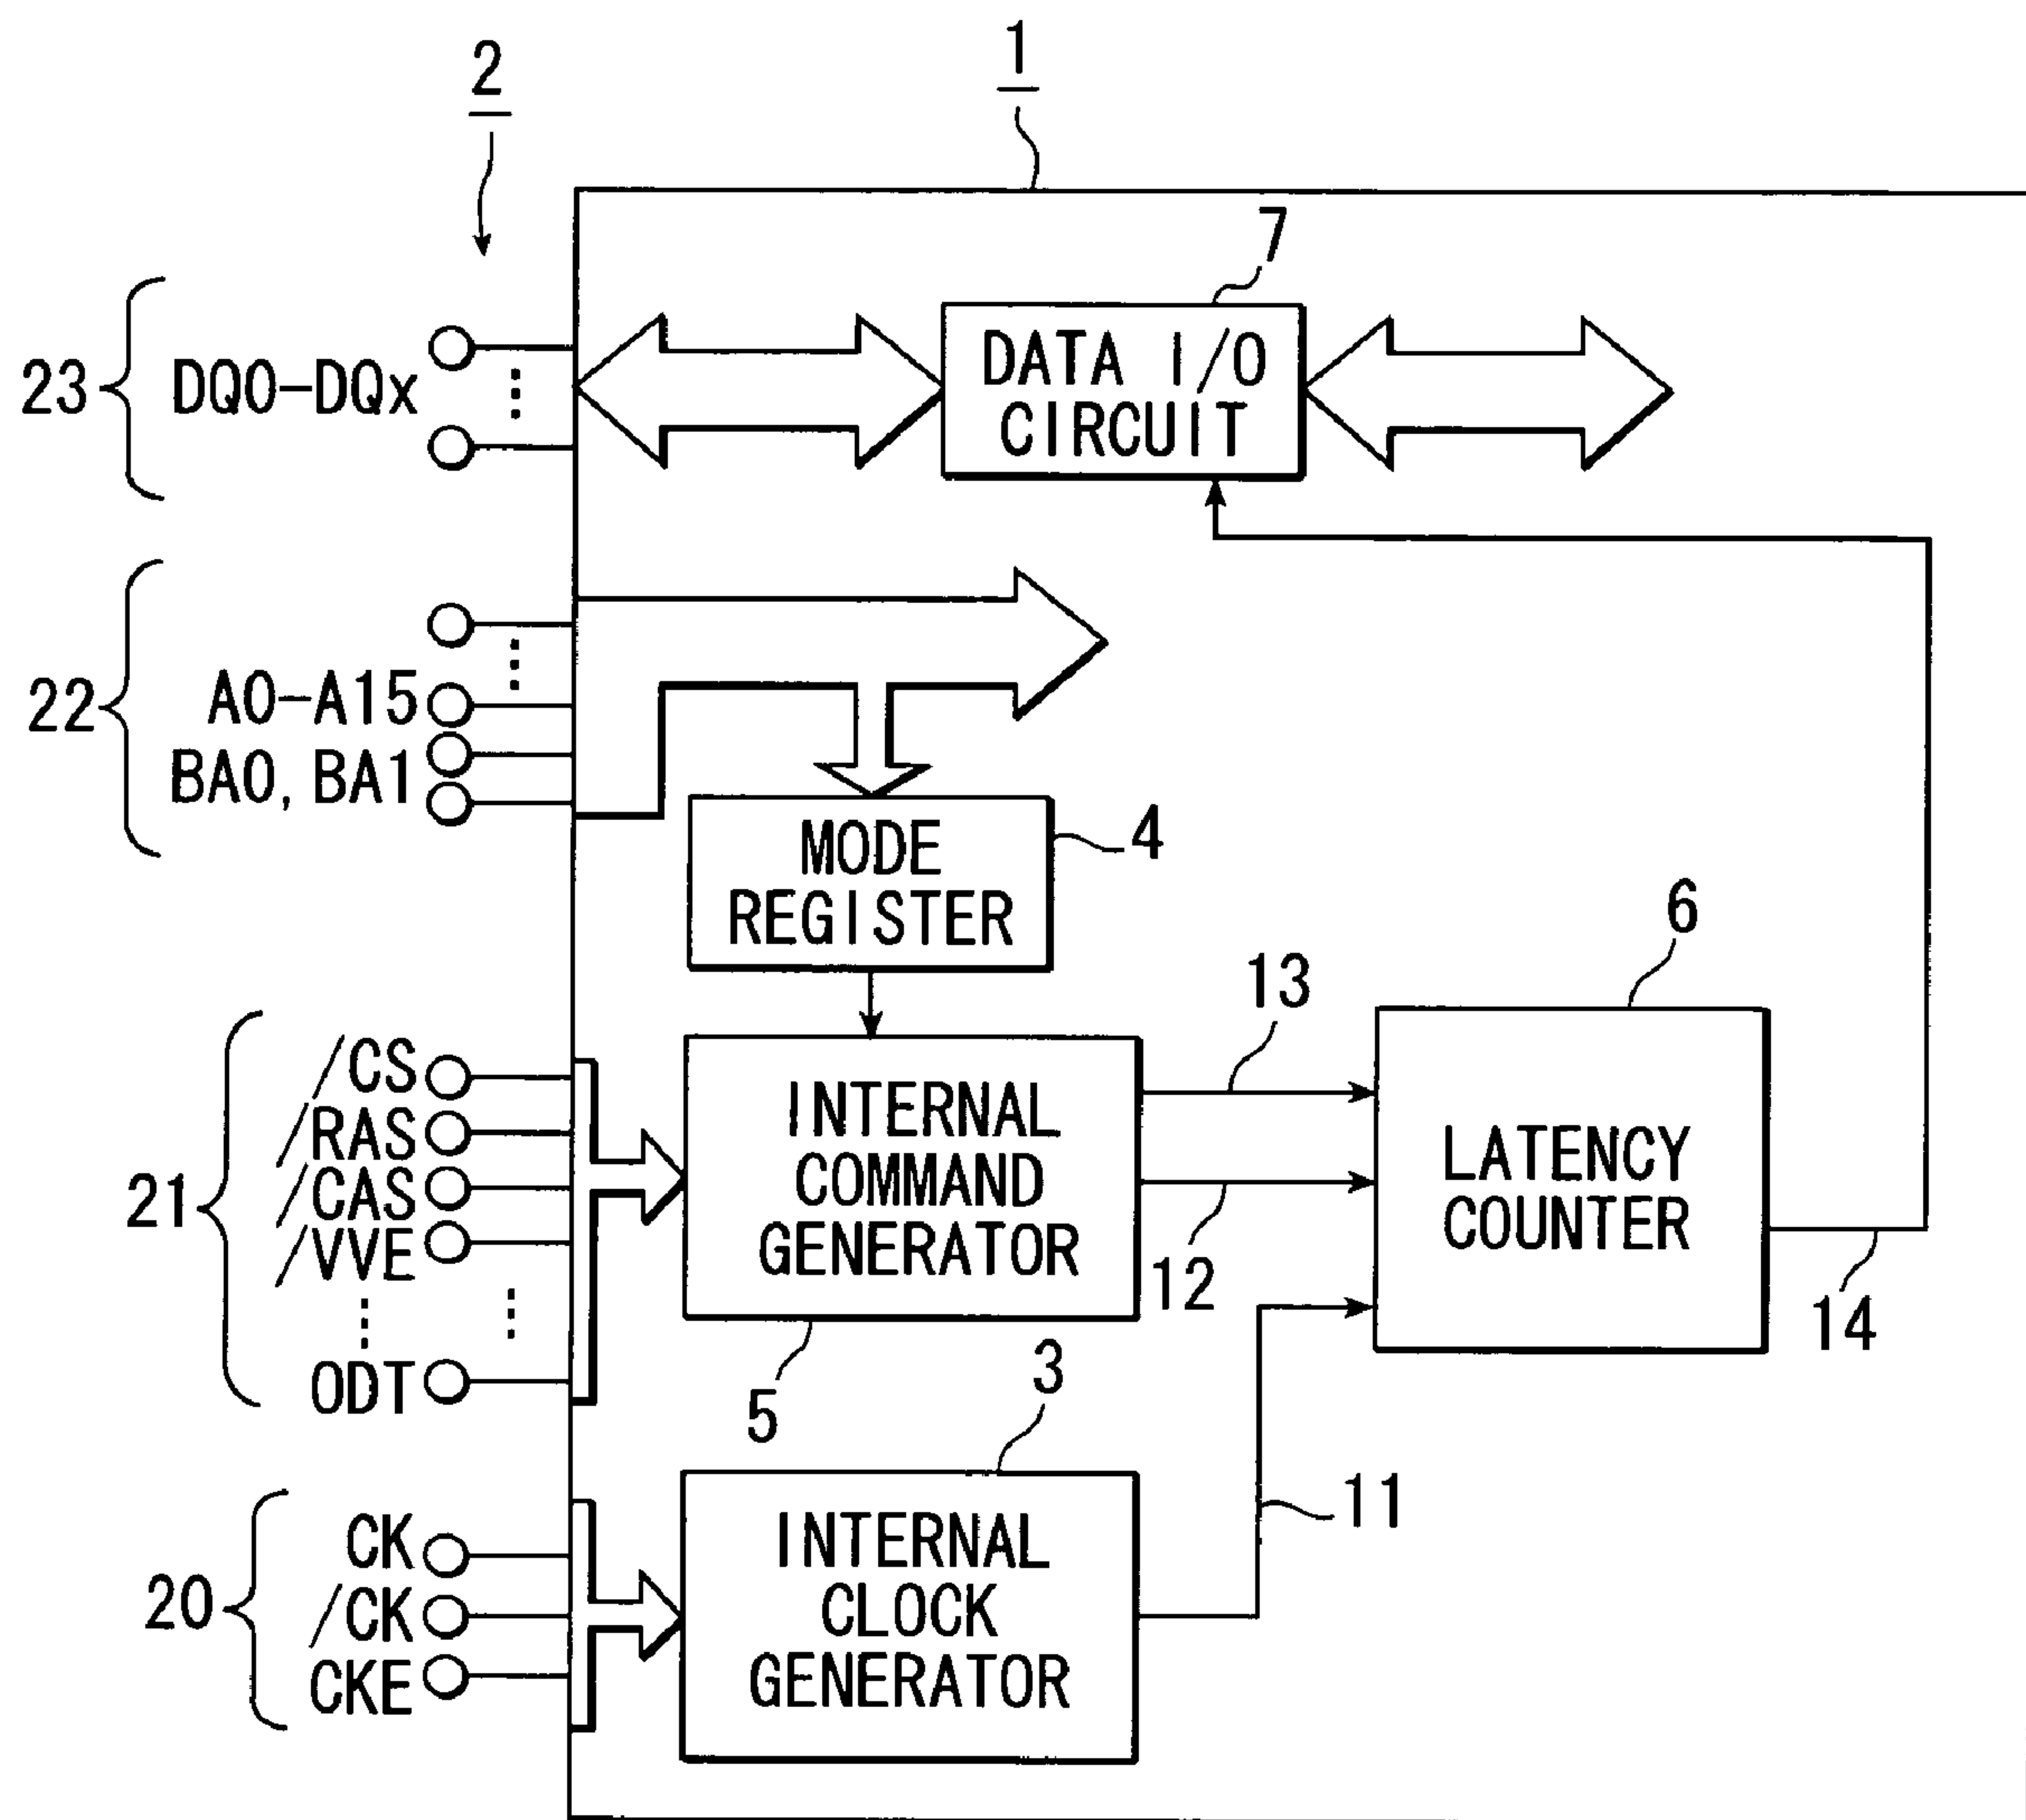 2
1
7
23
DQ0-DQx
DATA I/O
CIRCUIT
22
A0-A15
BA0, BA1
MODE
REGISTER
4
6
13
21
/CS
/RAS
/CAS
/VVE
ODT
INTERNAL
COMMAND
GENERATOR
LATENCY
COUNTER
12
14
5
3
11
20
CK
/CK
CKE
INTERNAL
CLOCK
GENERATOR